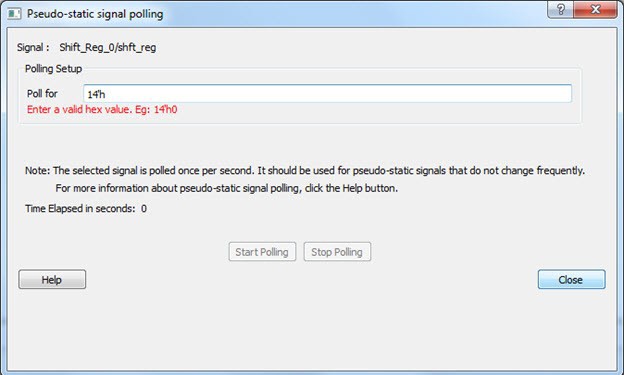 Pseudo-static signal polling
Signal : Shift_Reg_0/shft_reg
Polling Setup
Poll for 14'h
Enter a valid hex value. Eg: 14'h0
Note: The selected signal is polled once per second. It should be used for pseudo-static signals that do not change frequently.
For more information about pseudo-static signal polling, click the Help button.
Time Elapsed in seconds: 0
Start Polling Stop Polling
Help Close